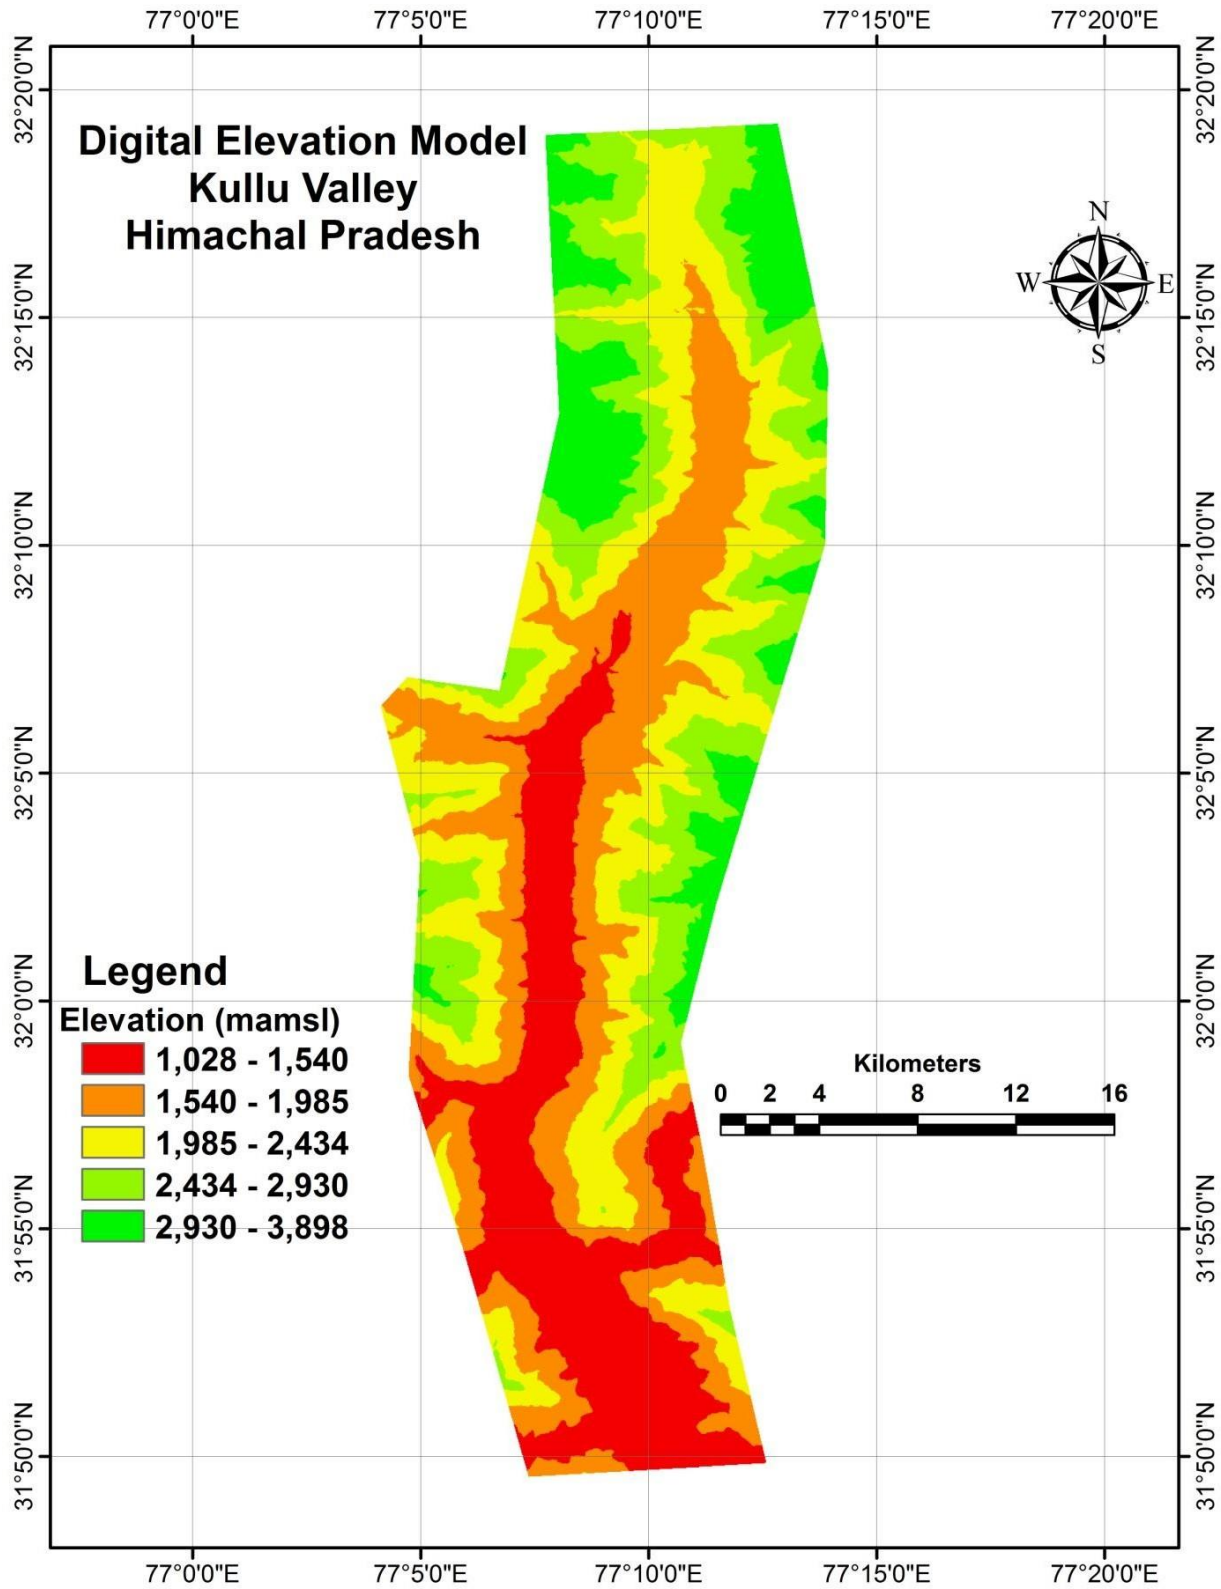 77°0'0"E 77°5'0"E 77°10'0"E 77°15'0"E 77°20'0"E
32°20'0"N 32°20'0"N
Digital Elevation Model
Kullu Valley
Himachal Pradesh
N
W E
S
32°15'0"N 32°15'0"N
32°10'0"N 32°10'0"N
32°5'0"N 32°5'0"N
Legend
32°0'0"N 32°0'0"N
Elevation (mamsl)
1,028 - 1,540
1,540 - 1,985
1,985 - 2,434
2,434 - 2,930
2,930 - 3,898
Kilometers
0 2 4 8 12 16
31°55'0"N 31°55'0"N
31°50'0"N 31°50'0"N
77°0'0"E 77°5'0"E 77°10'0"E 77°15'0"E 77°20'0"E